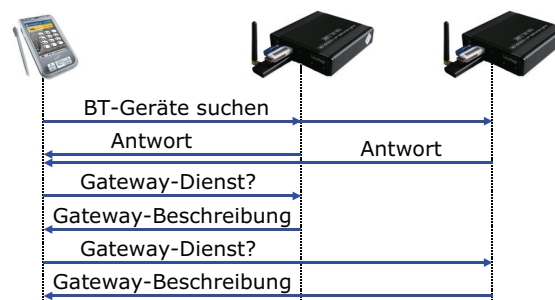 BT-Geräte suchen
Antwort
Antwort
Gateway-Dienst?
Gateway-Beschreibung
Gateway-Dienst?
Gateway-Beschreibung